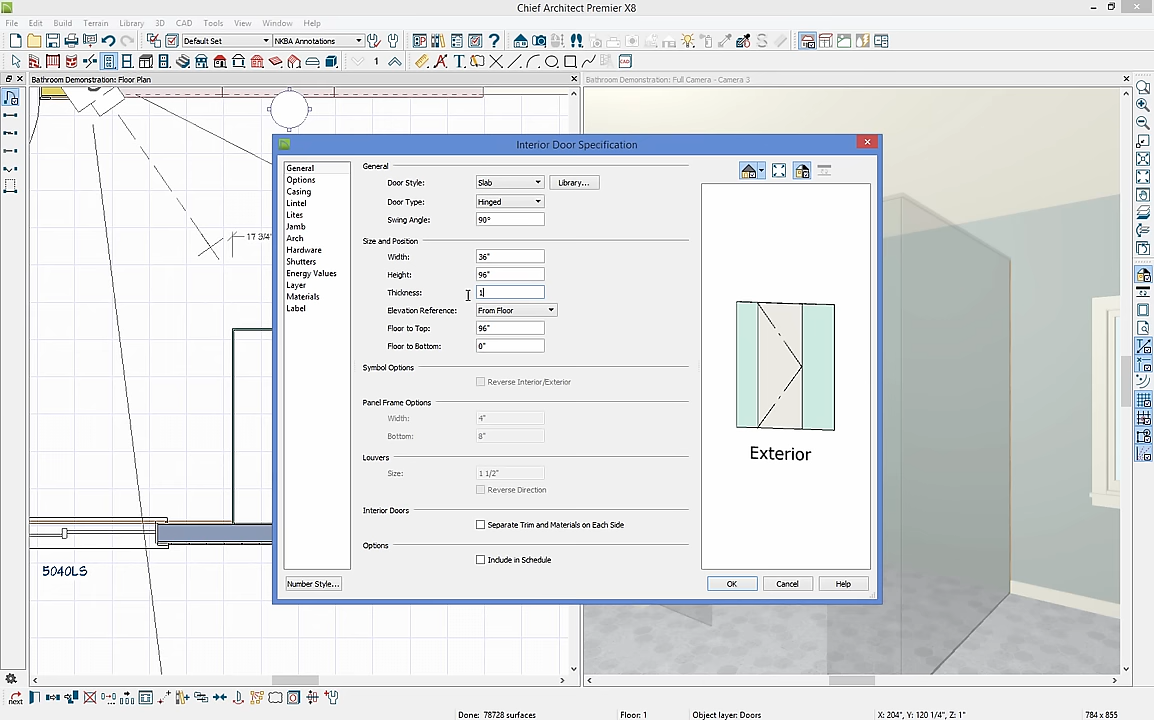 Chief Architect Premier X8
File Edit Build Terrain Library 3D CAD Tools View Window Help
Default Set NKBA Annotations
1
CAD
Bathroom Demonstration: Floor Plan
Bathroom Demonstration: Full Camera - Camera 3
Interior Door Specification
General
Options
Casing
Lintel
Lites
Jamb
Arch
Hardware
Shutters
Energy Values
Layer
Materials
Label
General
Door Style: Slab Library...
Door Type: Hinged
Swing Angle: 90°
Size and Position
Width: 36"
Height: 96"
Thickness: 1
Elevation Reference: From Floor
Floor to Top: 96"
Floor to Bottom: 0"
Symbol Options
Reverse Interior/Exterior
Panel Frame Options
Width: 4"
Bottom: 8"
Louvers
Size: 1 1/2"
Reverse Direction
Interior Doors
Separate Trim and Materials on Each Side
Options
Include in Schedule
Exterior
Number Style... OK Cancel Help
17 3/4"
5040LS
next
Done: 78728 surfaces Floor: 1 Object layer: Doors X: 204", Y: 120 1/4", Z: 1" 784 x 855